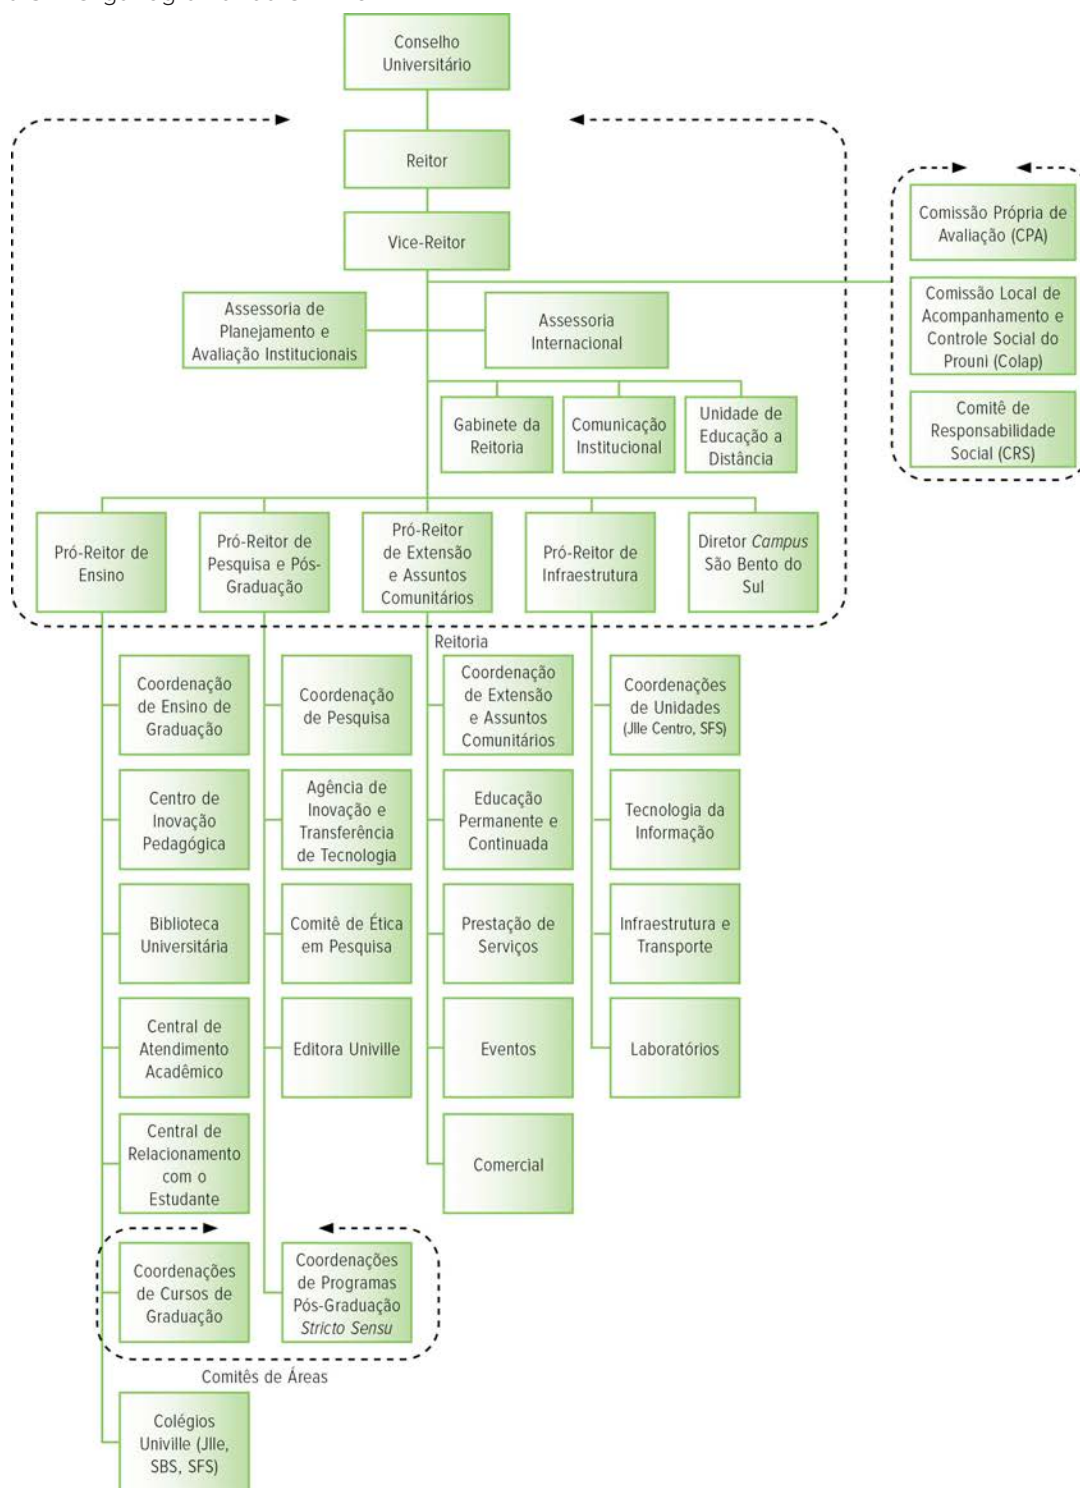 Conselho
Universitário
Reitor
Vice-Reitor
Comissão Própria de
Avaliação (CPA)
Comissão Local de
Acompanhamento e
Controle Social do
Prouni (Colap)
Comitê de
Responsabilidade
Social (CRS)
Assessoria de
Planejamento e
Avaliação Institucionais
Assessoria
Internacional
Gabinete da
Reitoria
Comunicação
Institucional
Unidade de
Educação a
Distância
Pró-Reitor de
Ensino
Pró-Reitor de
Pesquisa e Pós-
Graduação
Pró-Reitor
de Extensão
e Assuntos
Comunitários
Pró-Reitor de
Infraestrutura
Diretor Campus
São Bento do
Sul
Reitoria
Coordenação
de Ensino de
Graduação
Coordenação
de Pesquisa
Coordenação
de Extensão
e Assuntos
Comunitários
Coordenações
de Unidades
(Jlle Centro, SFS)
Centro de
Inovação
Pedagógica
Agência de
Inovação e
Transferência
de Tecnologia
Educação
Permanente e
Continuada
Tecnologia da
Informação
Biblioteca
Universitária
Comitê de Ética
em Pesquisa
Prestação de
Serviços
Infraestrutura e
Transporte
Central de
Atendimento
Acadêmico
Editora Univille
Eventos
Laboratórios
Central de
Relacionamento
com o
Estudante
Comercial
Coordenações
de Cursos de
Graduação
Coordenações
de Programas
Pós-Graduação
Stricto Sensu
Comitês de Áreas
Colégios
Univille (Jlle,
SBS, SFS)